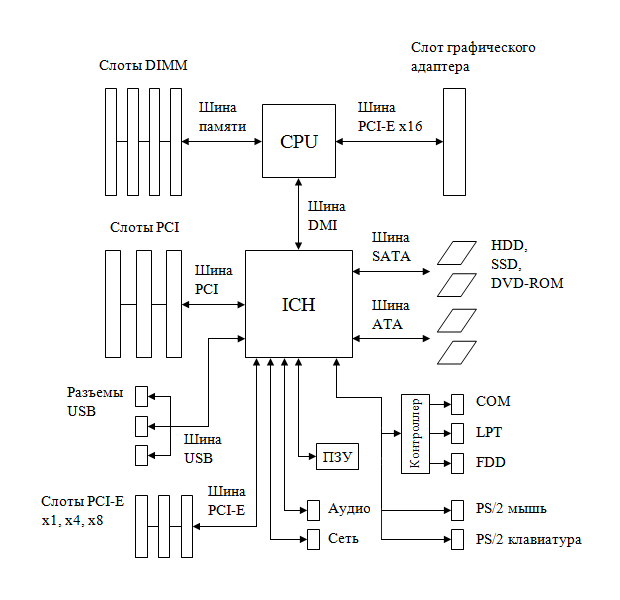 Слот графического
адаптера
Слоты DIMM
Шина
памяти
CPU
Шина
PCI-E x16
Шина
DMI
Слоты PCI
Шина
PCI
ICH
Шина
SATA
HDD,
SSD,
DVD-ROM
Шина
ATA
Разъемы
USB
Шина
USB
ПЗУ
Контроллер
COM
LPT
FDD
Слоты PCI-E
x1, x4, x8
Шина
PCI-E
Аудио
Сеть
PS/2 мышь
PS/2 клавиатура